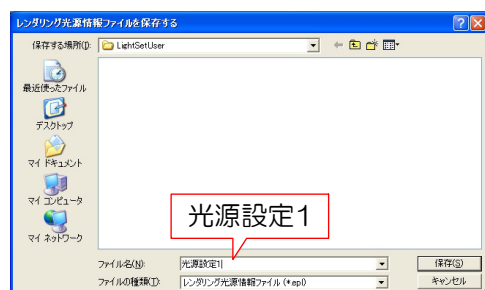 レンダリング光源情報ファイルを保存する
保存する場所(I): LightSetUser
最近使ったファイル
デスクトップ
マイ ドキュメント
マイ コンピュータ
マイ ネットワーク
光源設定1
ファイル名(N): 光源設定1 保存(S)
ファイルの種類(T): レンダリング光源情報ファイル (*.epl) キャンセル